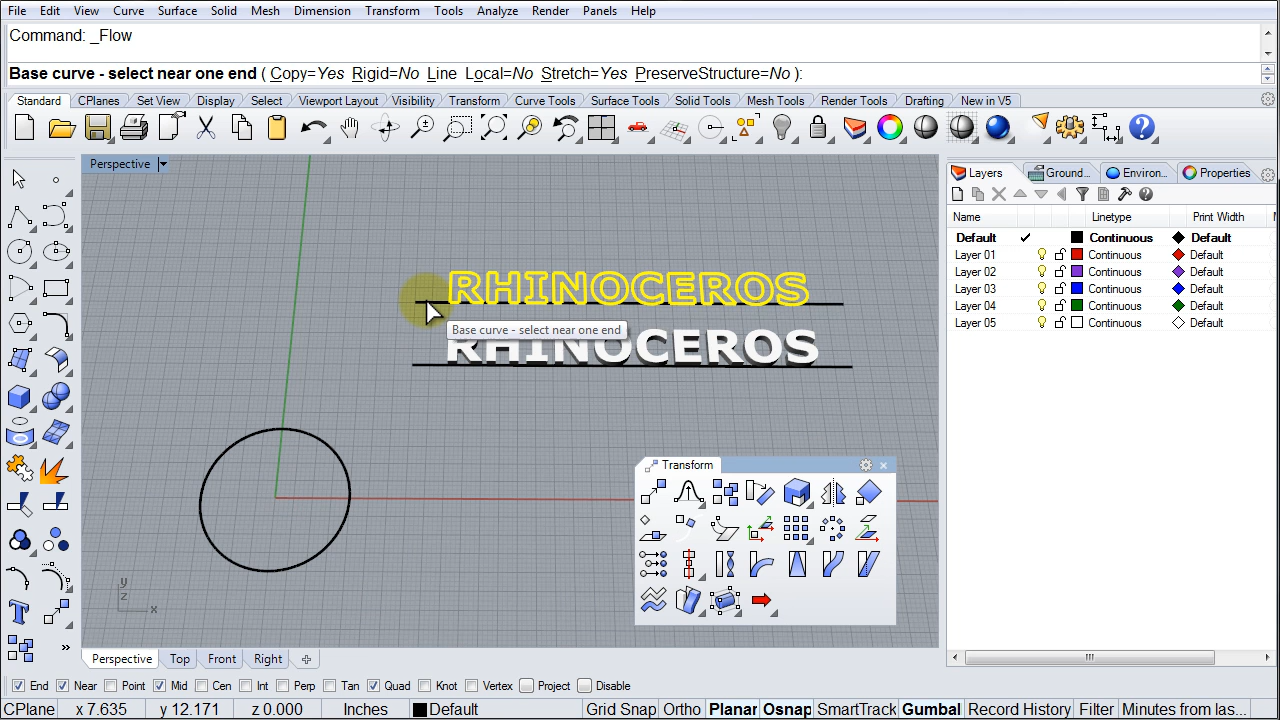 File Edit View Curve Surface Solid Mesh Dimension Transform Tools Analyze Render Panels Help
Command: _Flow
Base curve - select near one end ( Copy=Yes Rigid=No Line Local=No Stretch=Yes PreserveStructure=No ):
Standard CPlanes Set View Display Select Viewport Layout Visibility Transform Curve Tools Surface Tools Solid Tools Mesh Tools Render Tools Drafting New in V5
Perspective
Layers Ground... Environ... Properties
Name Linetype Print Width
Default Continuous Default
Layer 01 Continuous Default
Layer 02 Continuous Default
Layer 03 Continuous Default
Layer 04 Continuous Default
Layer 05 Continuous Default
RHINOCEROS
Base curve - select near one end
RHINOCEROS
Transform
y
z
x
Perspective Top Front Right
End Near Point Mid Cen Int Perp Tan Quad Knot Vertex Project Disable
CPlane x 7.635 y 12.171 z 0.000 Inches Default Grid Snap Ortho Planar Osnap SmartTrack Gumbal Record History Filter Minutes from las...